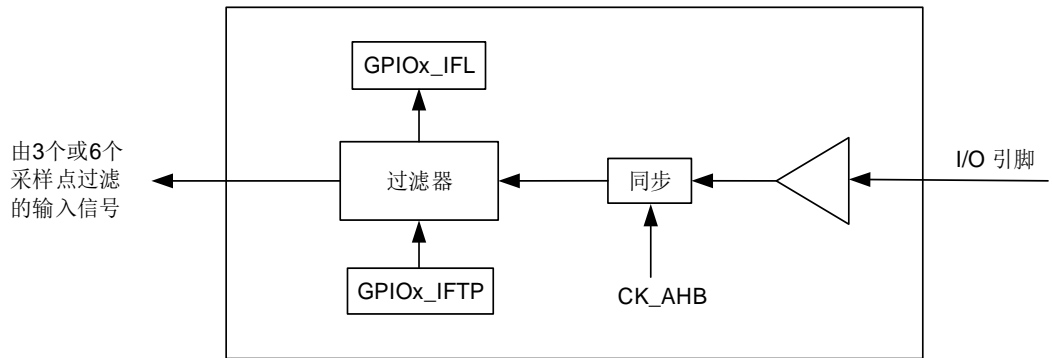 GPIOx_IFL
由3个或6个
采样点过滤
的输入信号
过滤器
同步
I/O 引脚
GPIOx_IFTP
CK_AHB